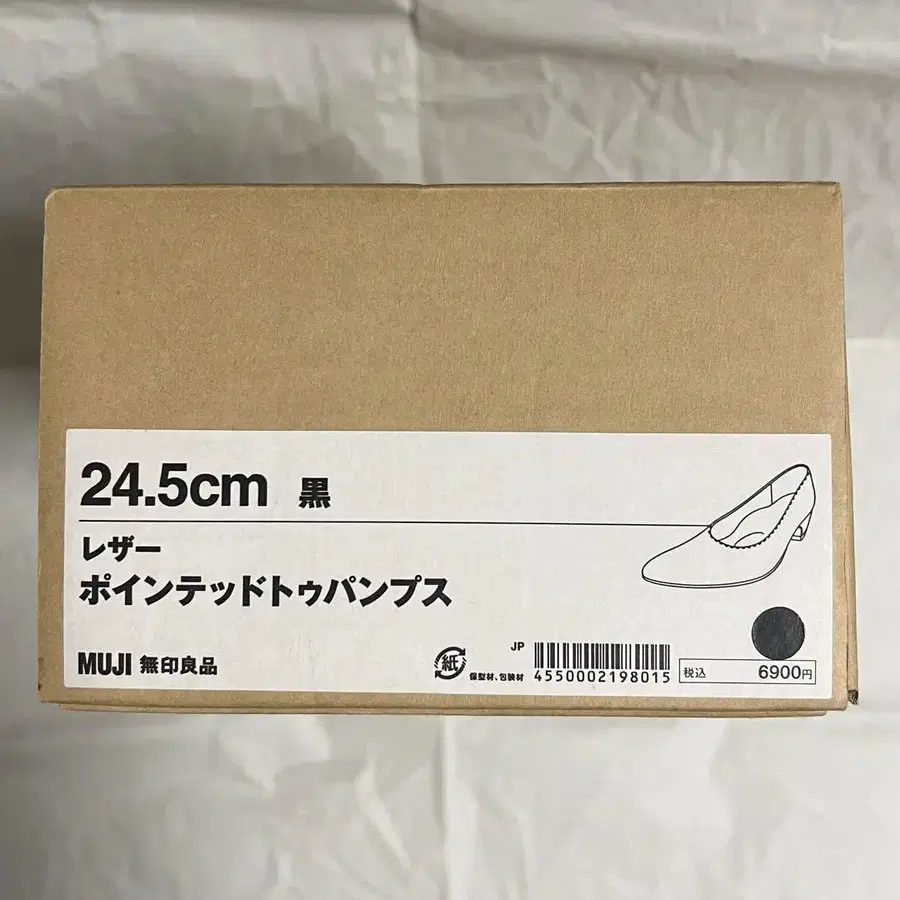 24.5cm 黒
レザー
ポインテッドトゥパンプス
MUJI 無印良品
紙
保型材、包装材
JP
4550002198015
税込 6900円